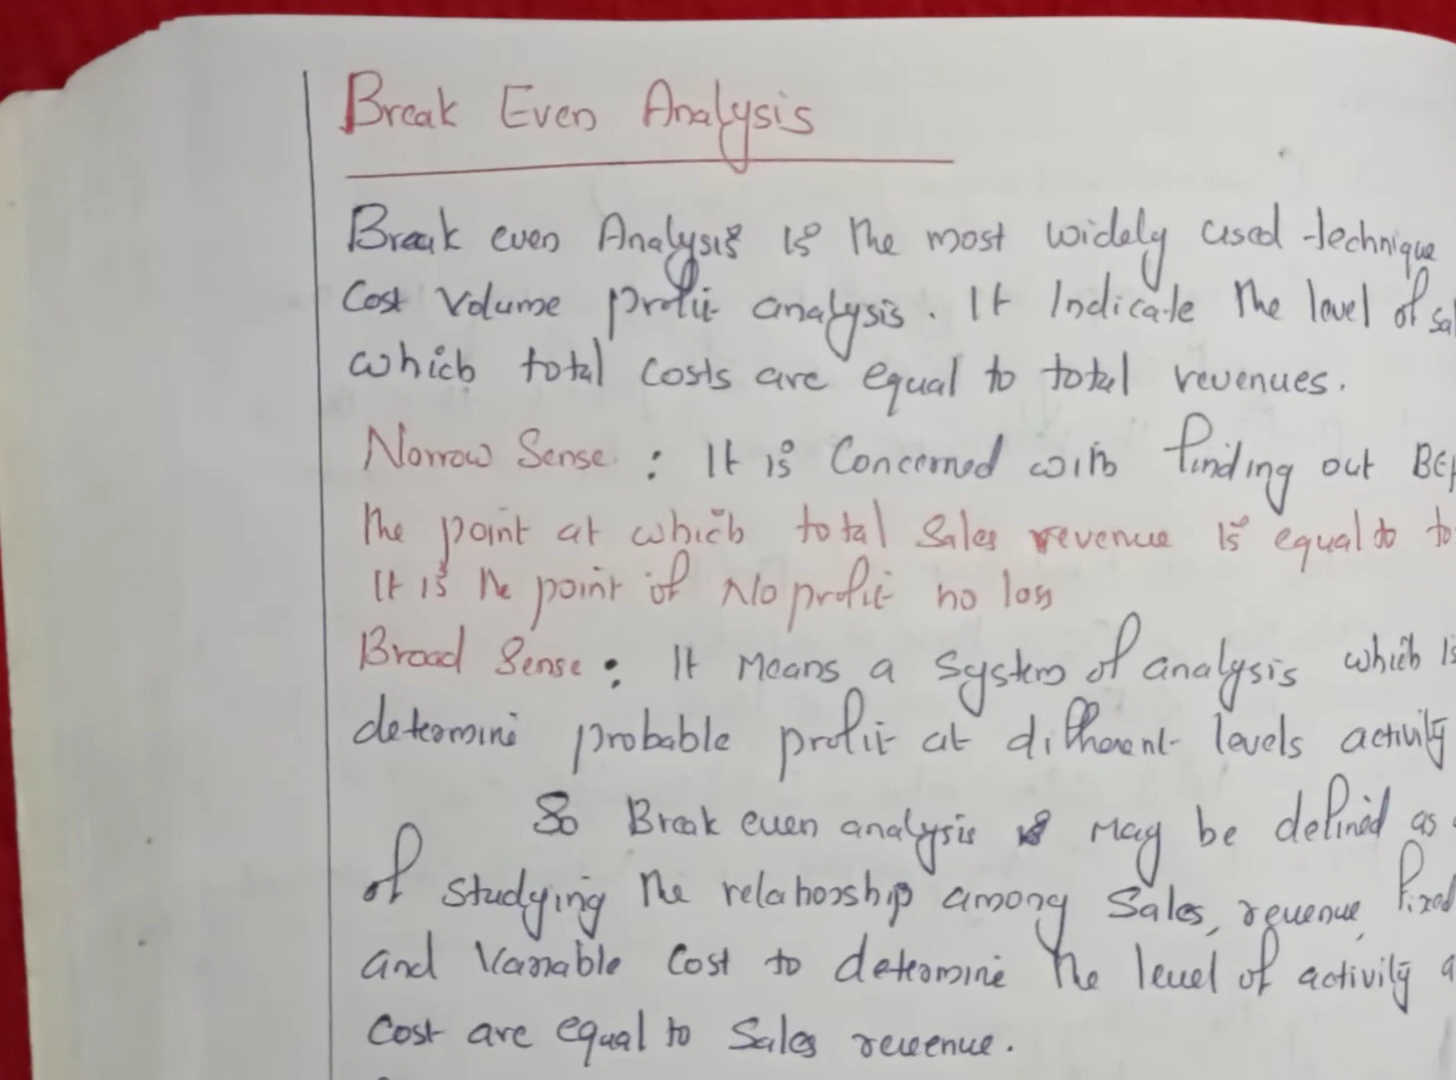 Break Even Analysis
Break even Analysis is the most widely used technique
Cost Volume profit analysis. It Indicate the level of sa
which total costs are equal to total revenues.
Narrow Sense : It is Concerned with finding out BEP
the point at which total Sales revenue is equal to to
It is the point of No profit no loss
Broad Sense : It Means a System of analysis which is
determine probable profit at different levels activity
So Break even analysis may be defined as
of studying the relationship among Sales, revenue, fixed
and Variable Cost to determine the level of activity a
Cost are equal to Sales revenue.